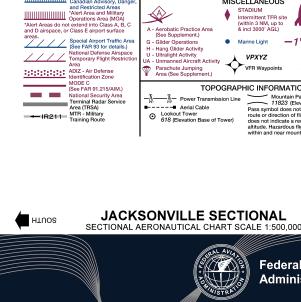 Canadian Advisory, Danger,
and Restricted Areas
*Alert Area and Military
Operations Area (MOA)
*Alert Areas do not extend into Class A, B, C
and D airspace, or Class E airport surface
areas.
Special Airport Traffic Area
(See FAR 93 for details.)
National Defense Airspace
Temporary Flight Restriction
Area
ADIZ - Air Defense
Identification Zone
MODE C
(See FAR 91.215/AIM.)
National Security Area
Terminal Radar Service
Area (TRSA)
IR211
MTR - Military
Training Route
A - Aerobatic Practice Area
(See Supplement.)
G - Glider Operations
H - Hang Glider Activity
U - Ultralight Activity
UA - Unmanned Aircraft Activity
Parachute Jumping
Area (See Supplement.)
MISCELLANEOUS
STADIUM
Intermittent TFR site
(within 3 NM, up to
& incl 3000' AGL)
Marine Light
VPXYZ
VFR Waypoints
TOPOGRAPHIC INFORMATI
Power Transmission Line
Aerial Cable
Lookout Tower
618 (Elevation Base of Tower)
Mountain Pa
11823 (Ele
Pass symbol does not
route or direction of fli
does not indicate a re
altitude. Hazardous fli
within and near mount
SOUTH
JACKSONVILLE SECTIONAL
SECTIONAL AERONAUTICAL CHART SCALE 1:500,000
FEDERAL AVIATION
ADMINISTRATION
Federal
Adminis